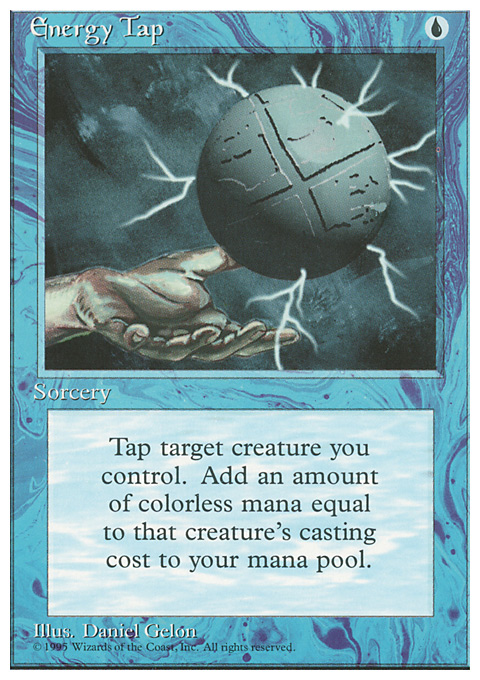 Energy Tap
Sorcery
Tap target creature you
control. Add an amount
of colorless mana equal
to that creature's casting
cost to your mana pool.
Illus. Daniel Gelon
© 1995 Wizards of the Coast, Inc. All rights reserved.